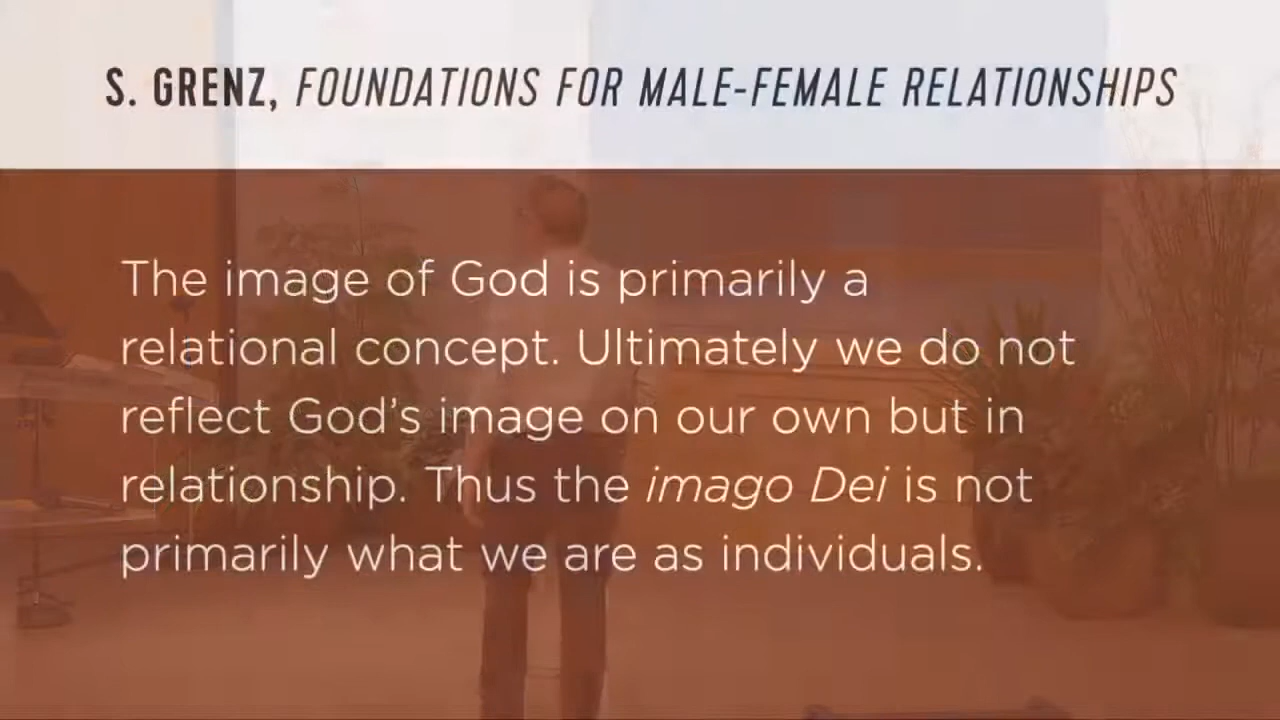 S. GRENZ, FOUNDATIONS FOR MALE-FEMALE RELATIONSHIPS
The image of God is primarily a
relational concept. Ultimately we do not
reflect God’s image on our own but in
relationship. Thus the imago Dei is not
primarily what we are as individuals.